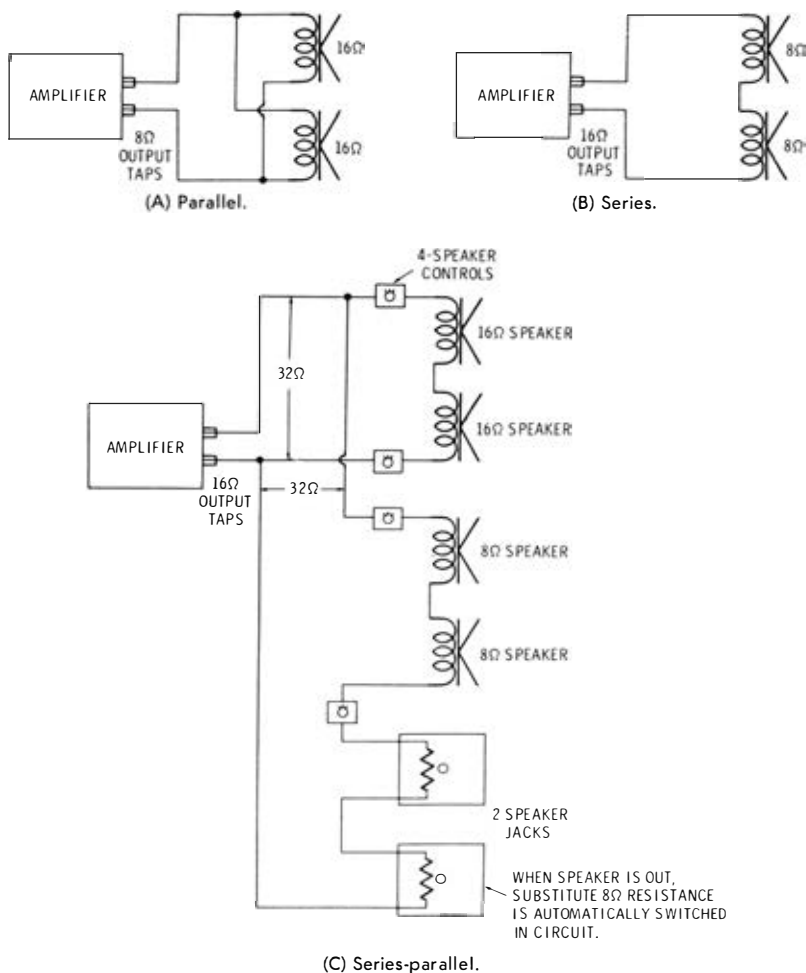 AMPLIFIER
8Ω
OUTPUT
TAPS
16Ω
16Ω
(A) Parallel.
AMPLIFIER
16Ω
OUTPUT
TAPS
8Ω
8Ω
(B) Series.
4-SPEAKER
CONTROLS
16Ω SPEAKER
32Ω
16Ω SPEAKER
AMPLIFIER
16Ω
OUTPUT
TAPS
32Ω
8Ω SPEAKER
8Ω SPEAKER
2 SPEAKER
JACKS
WHEN SPEAKER IS OUT,
SUBSTITUTE 8Ω RESISTANCE
IS AUTOMATICALLY SWITCHED
IN CIRCUIT.
(C) Series-parallel.